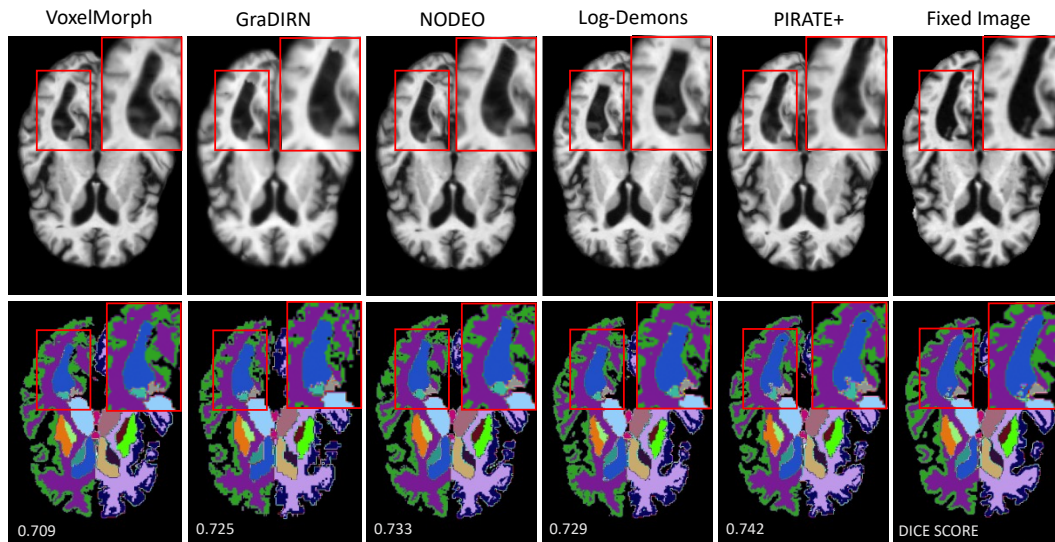 VoxelMorph GraDIRN NODEO Log-Demons PIRATE+ Fixed Image
0.709 0.725 0.733 0.729 0.742 DICE SCORE